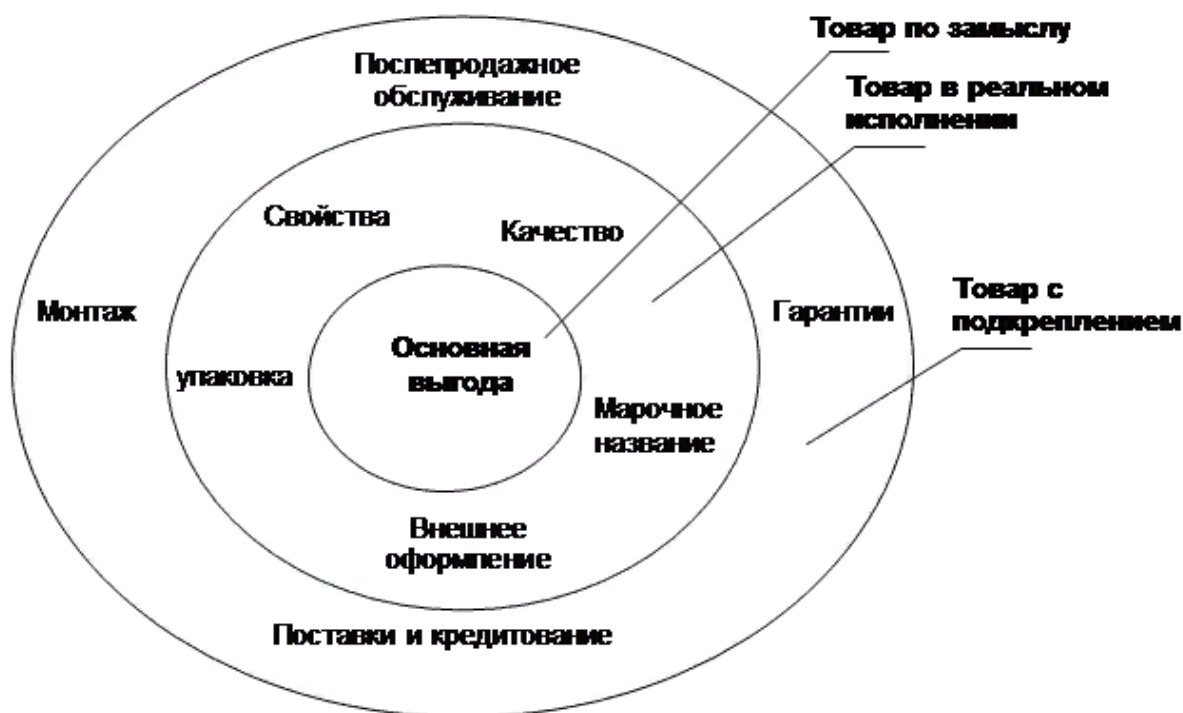 Товар по замыслу
Послепродажное
обслуживание
Товар в реальном
исполнении
Свойства
Качество
Монтаж
Гарантии
Товар с
подкреплением
Основная
выгода
упаковка
Марочное
название
Внешнее
оформление
Поставки и кредитование